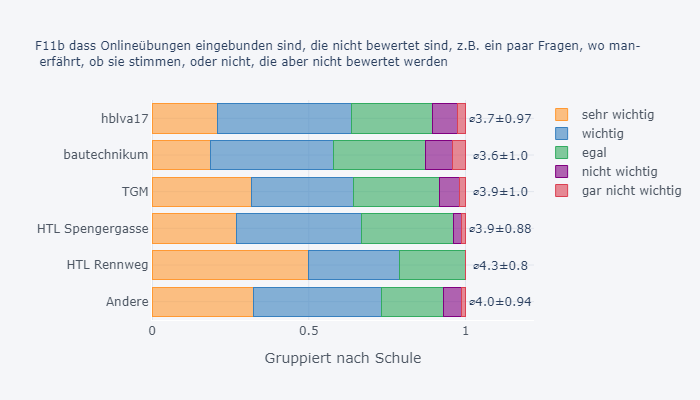 F11b dass Onlineübungen eingebunden sind, die nicht bewertet sind, z.B. ein paar Fragen, wo man-
erfährt, ob sie stimmen, oder nicht, die aber nicht bewertet werden
hblva17
⌀3.7±0.97
bautechnikum
⌀3.6±1.0
TGM
⌀3.9±1.0
HTL Spengergasse
⌀3.9±0.88
HTL Rennweg
⌀4.3±0.8
Andere
⌀4.0±0.94
0
0.5
1
Gruppiert nach Schule
sehr wichtig
wichtig
egal
nicht wichtig
gar nicht wichtig